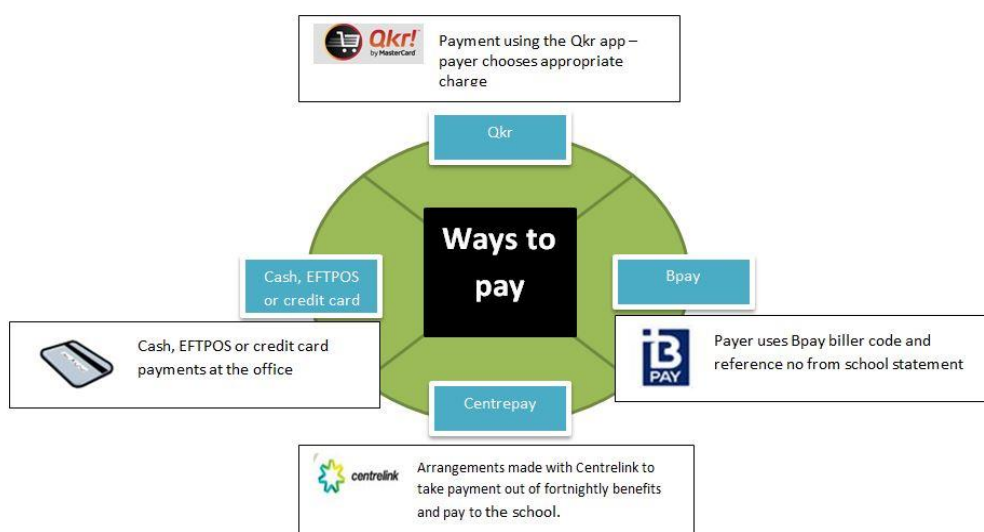 Qkr!
by MasterCard
Payment using the Qkr app –
payer chooses appropriate
charge
Qkr
Ways to
pay
Cash, EFTPOS
or credit card
Cash, EFTPOS or credit card
payments at the office
Bpay
B
PAY
Payer uses Bpay biller code and
reference no from school statement
Centrepay
centrelink
Arrangements made with Centrelink to
take payment out of fortnightly benefits
and pay to the school.